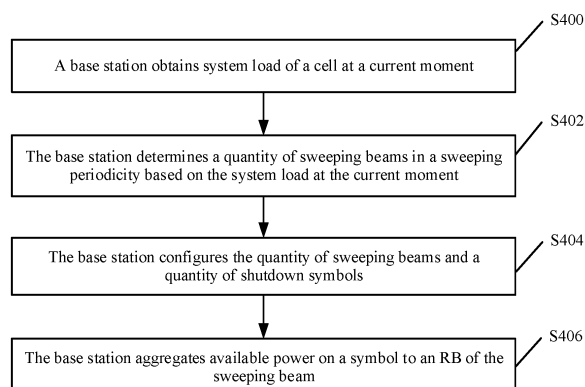 S400
A base station obtains system load of a cell at a current moment
S402
The base station determines a quantity of sweeping beams in a sweeping
periodicity based on the system load at the current moment
S404
The base station configures the quantity of sweeping beams and a
quantity of shutdown symbols
S406
The base station aggregates available power on a symbol to an RB of the
sweeping beam